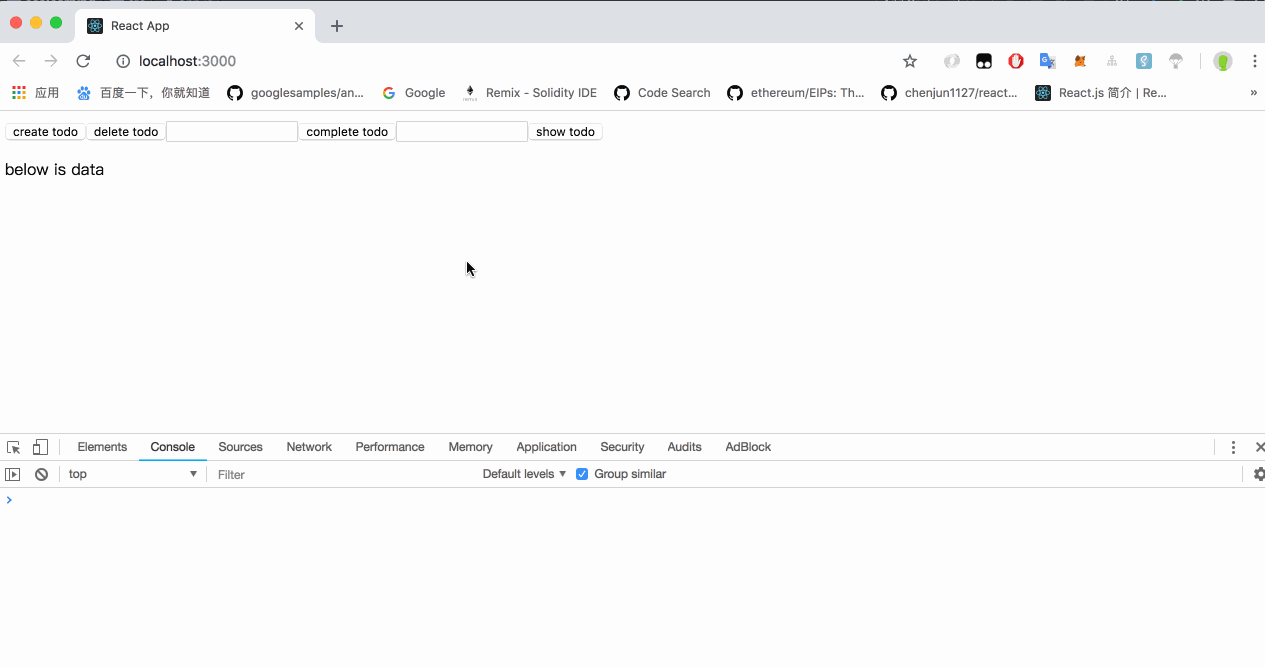 React App
localhost:3000
应用 百度一下，你就知道 googlesamples/an... Google Remix - Solidity IDE Code Search ethereum/EIPs: Th... chenjun1127/react... React.js 简介 | Re... »
create todo delete todo complete todo show todo
below is data
Elements Console Sources Network Performance Memory Application Security Audits AdBlock
top Filter Default levels Group similar